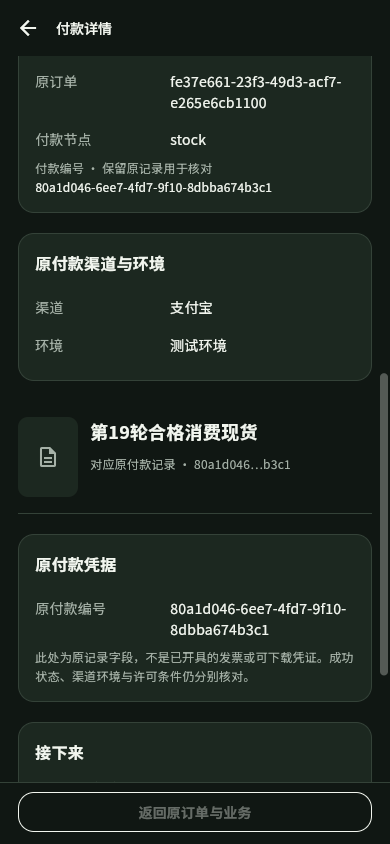 付款详情
原订单
fe37e661-23f3-49d3-acf7-
e265e6cb1100
付款节点
stock
付款编号 · 保留原记录用于核对
80a1d046-6ee7-4fd7-9f10-8dbba674b3c1
原付款渠道与环境
渠道
支付宝
环境
测试环境
第19轮合格消费现货
对应原付款记录 · 80a1d046…b3c1
原付款凭据
原付款编号
80a1d046-6ee7-4fd7-9f10-
8dbba674b3c1
此处为原记录字段，不是已开具的发票或可下载凭证。成功
状态、渠道环境与许可条件仍分别核对。
接下来
返回原订单与业务